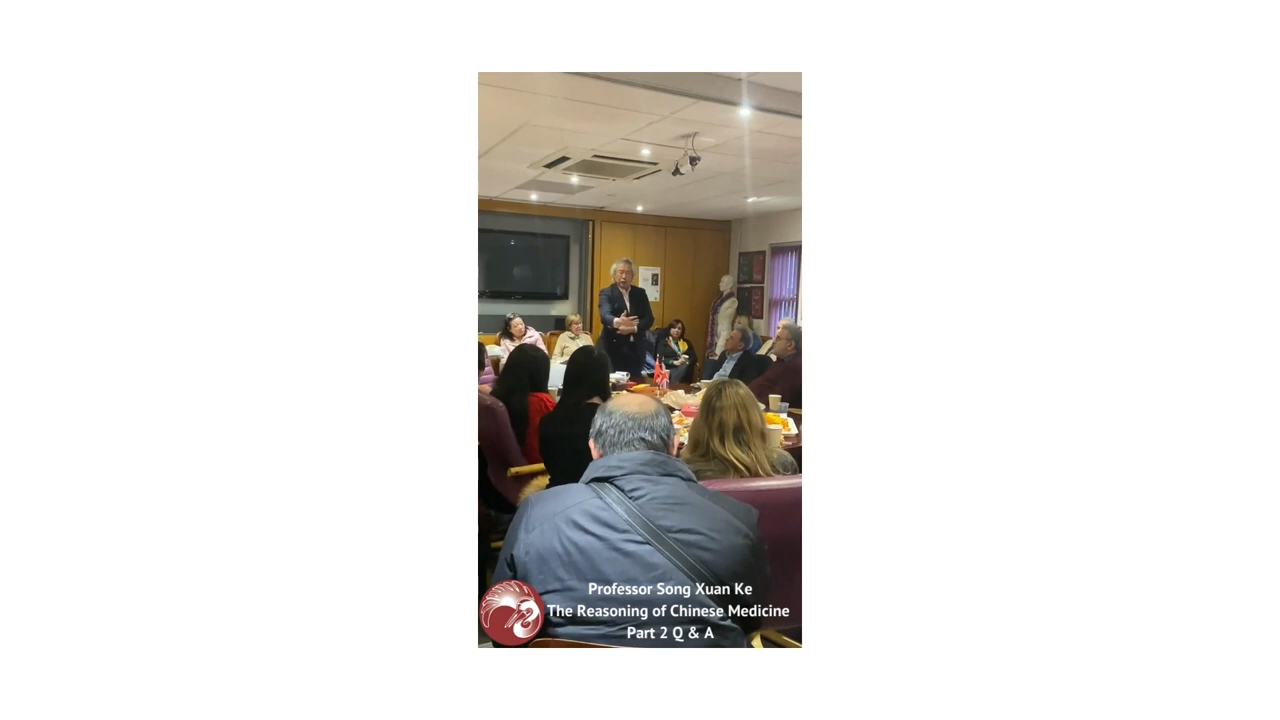 Professor Song Xuan Ke
The Reasoning of Chinese Medicine
Part 2 Q & A